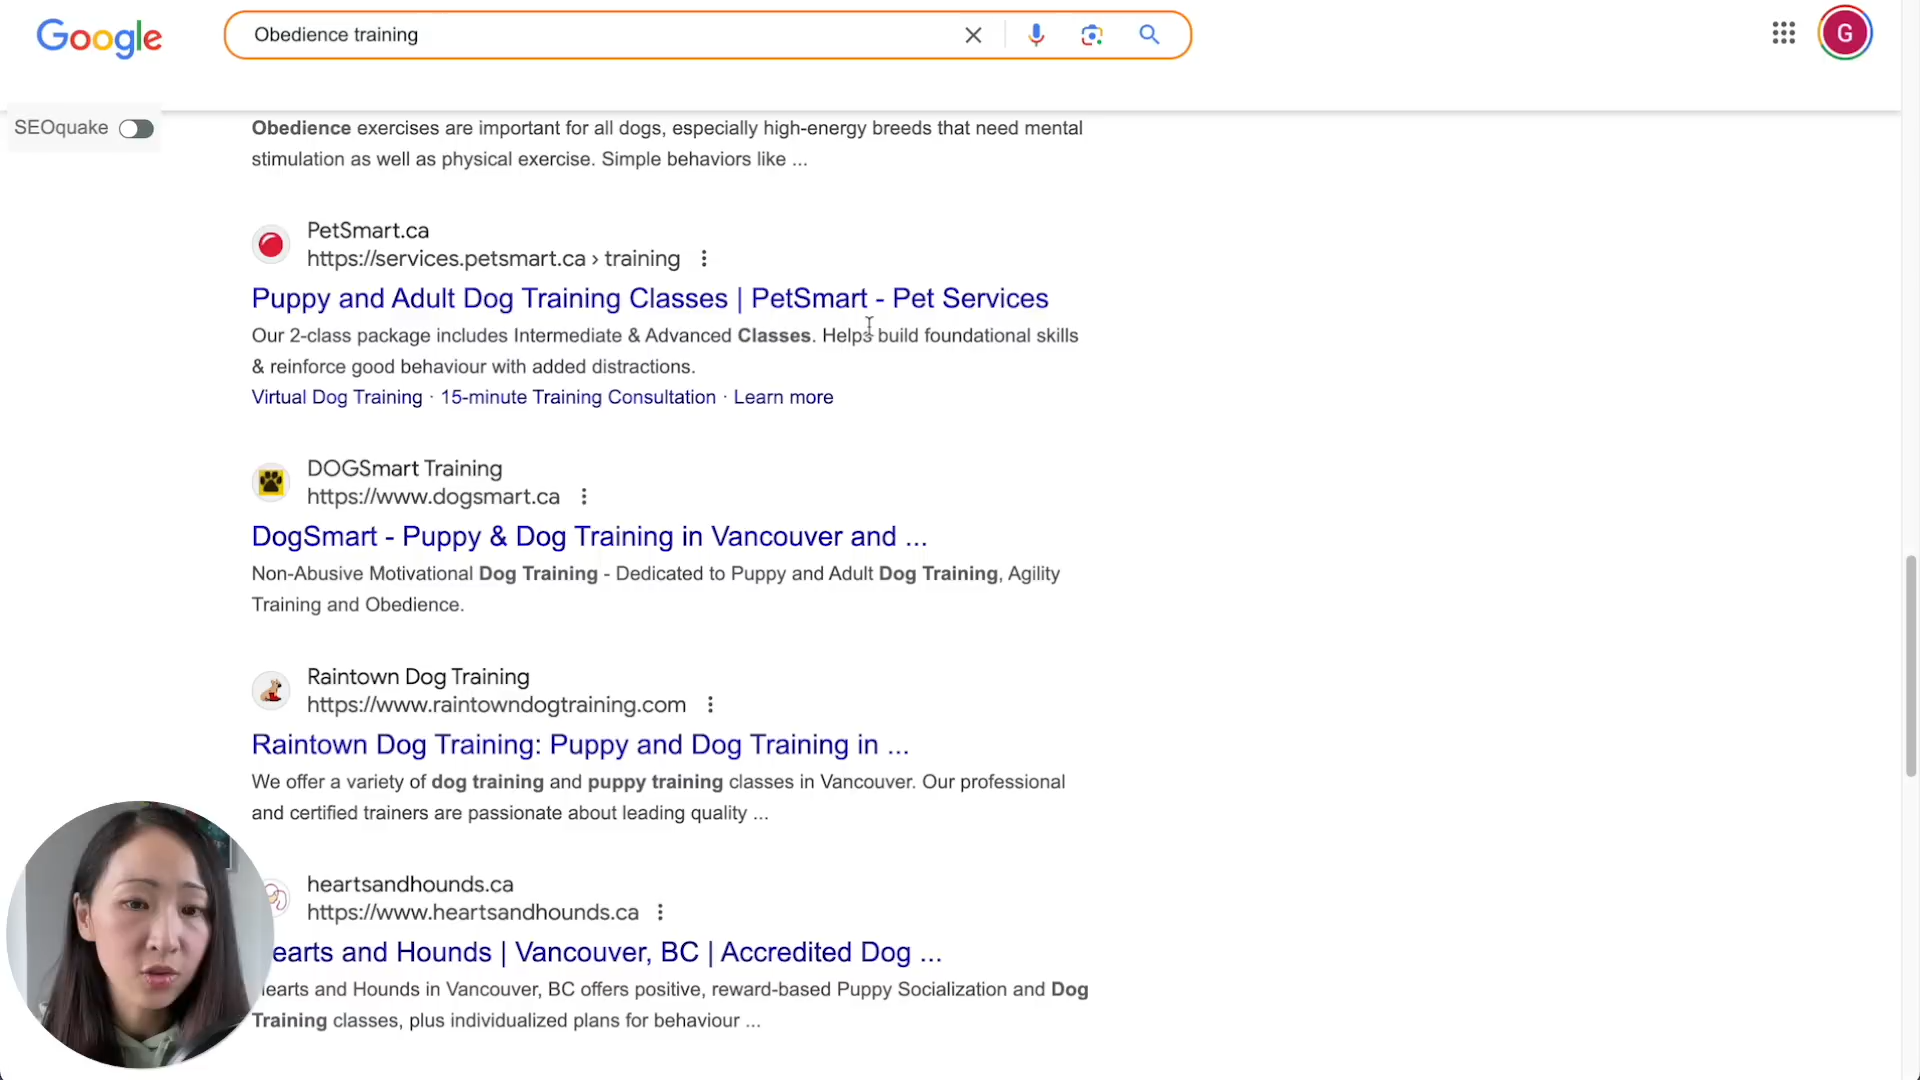 Google
Obedience training
G
SEOquake
Obedience exercises are important for all dogs, especially high-energy breeds that need mental
stimulation as well as physical exercise. Simple behaviors like ...
PetSmart.ca
https://services.petsmart.ca › training
Puppy and Adult Dog Training Classes | PetSmart - Pet Services
Our 2-class package includes Intermediate & Advanced Classes. Helps build foundational skills
& reinforce good behaviour with added distractions.
Virtual Dog Training · 15-minute Training Consultation · Learn more
DOGSmart Training
https://www.dogsmart.ca
DogSmart - Puppy & Dog Training in Vancouver and ...
Non-Abusive Motivational Dog Training - Dedicated to Puppy and Adult Dog Training, Agility
Training and Obedience.
Raintown Dog Training
https://www.raintowndogtraining.com
Raintown Dog Training: Puppy and Dog Training in ...
We offer a variety of dog training and puppy training classes in Vancouver. Our professional
and certified trainers are passionate about leading quality ...
heartsandhounds.ca
https://www.heartsandhounds.ca
earts and Hounds | Vancouver, BC | Accredited Dog ...
earts and Hounds in Vancouver, BC offers positive, reward-based Puppy Socialization and Dog
Training classes, plus individualized plans for behaviour ...